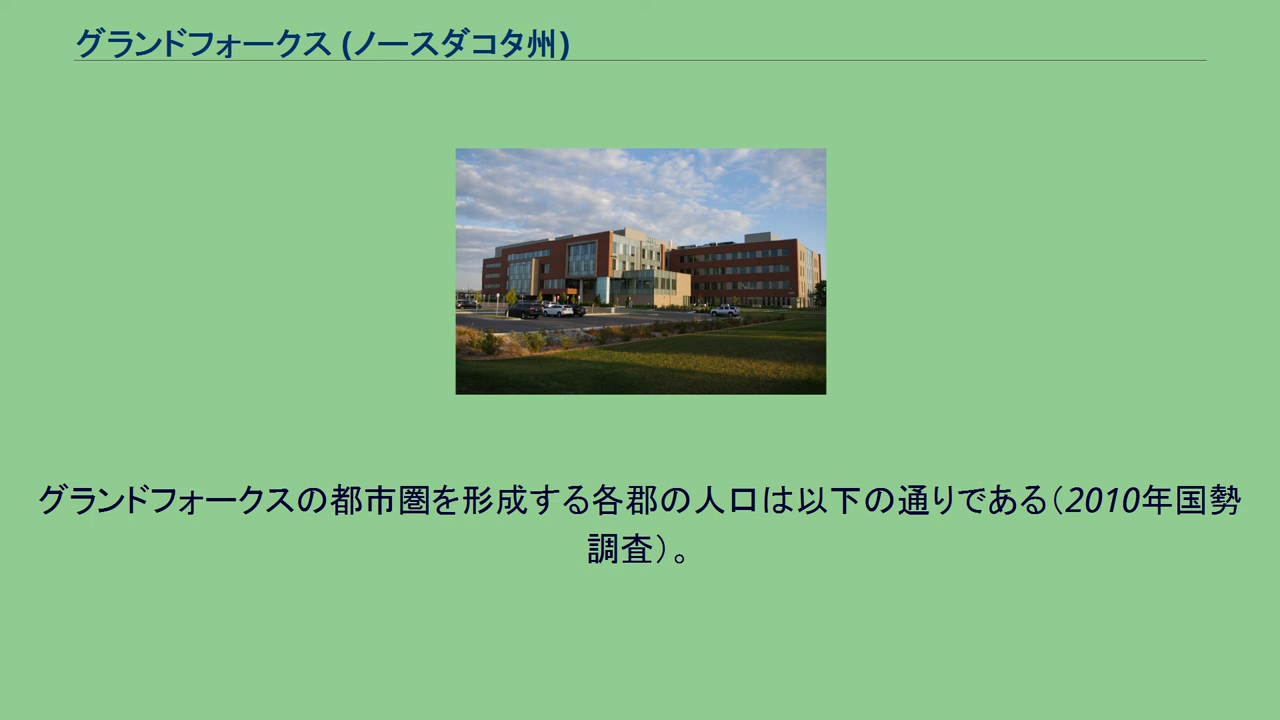 グランドフォークス (ノースダコタ州)
グランドフォークスの都市圏を形成する各郡の人口は以下の通りである（2010年国勢
調査）。